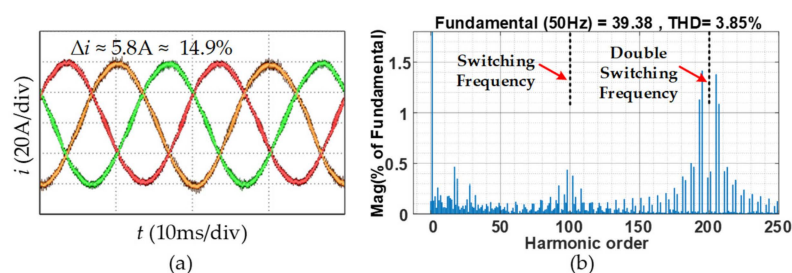 (a)
Δi ≈ 5.8A ≈ 14.9%
i (20A/div)
t (10ms/div)
(a)
(b)
Fundamental (50Hz) = 39.38 , THD= 3.85%
Mag(% of Fundamental)
1.5
1
0.5
0
Switching
Frequency
Double
Switching
Frequency
0
50
100
150
200
250
Harmonic order
(b)